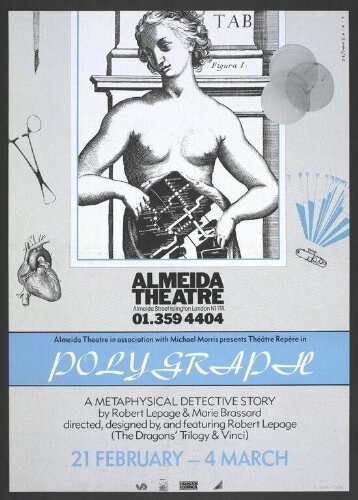 TAB
Figura I.
ALMEIDA
THEATRE
Almeida Street Islington London N1 1TA
01.359 4404
Almeida Theatre in association with Michael Morris presents Théâtre Repère in
POLYGRAPH
A METAPHYSICAL DETECTIVE STORY
by Robert Lepage & Marie Brassard
directed, designed by, and featuring Robert Lepage
(The Dragons' Trilogy & Vinci)
21 FEBRUARY – 4 MARCH